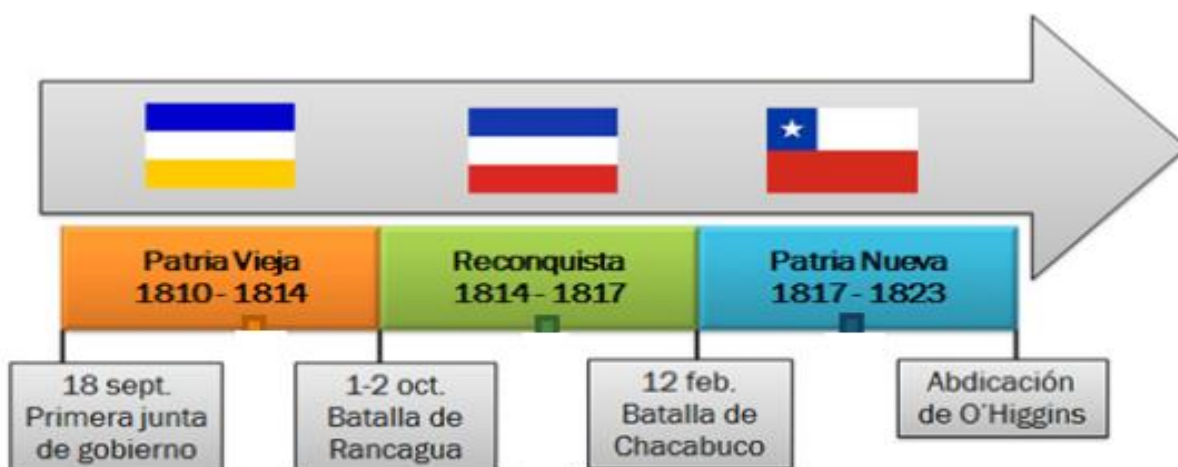 Patria Vieja
1810 - 1814
Reconquista
1814 - 1817
Patria Nueva
1817 - 1823
18 sept.
Primera junta
de gobierno
1-2 oct.
Batalla de
Rancagua
12 feb.
Batalla de
Chacabuco
Abdicación
de O'Higgins